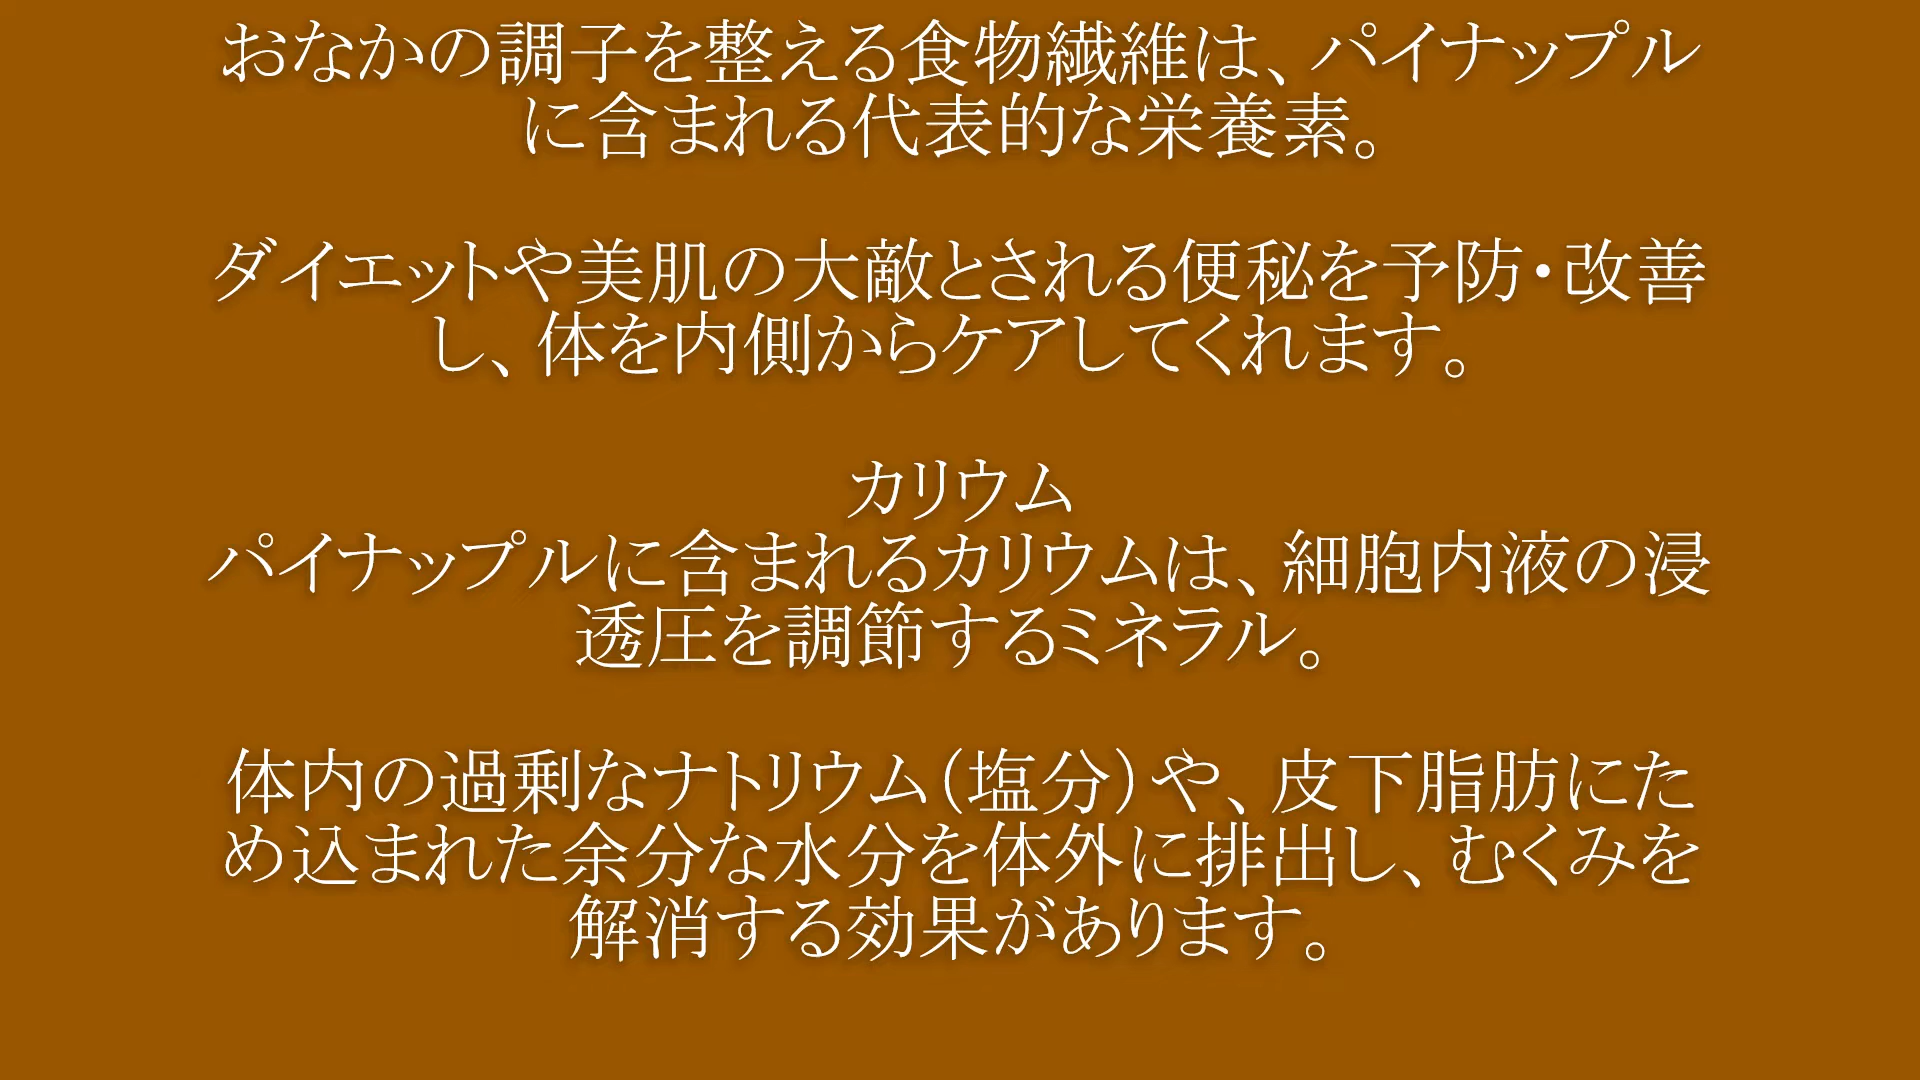 おなかの調子を整える食物繊維は、パイナップル
に含まれる代表的な栄養素。
ダイエットや美肌の大敵とされる便秘を予防・改善
し、体を内側からケアしてくれます。
カリウム
パイナップルに含まれるカリウムは、細胞内液の浸
透圧を調節するミネラル。
体内の過剰なナトリウム（塩分）や、皮下脂肪にた
め込まれた余分な水分を体外に排出し、むくみを
解消する効果があります。